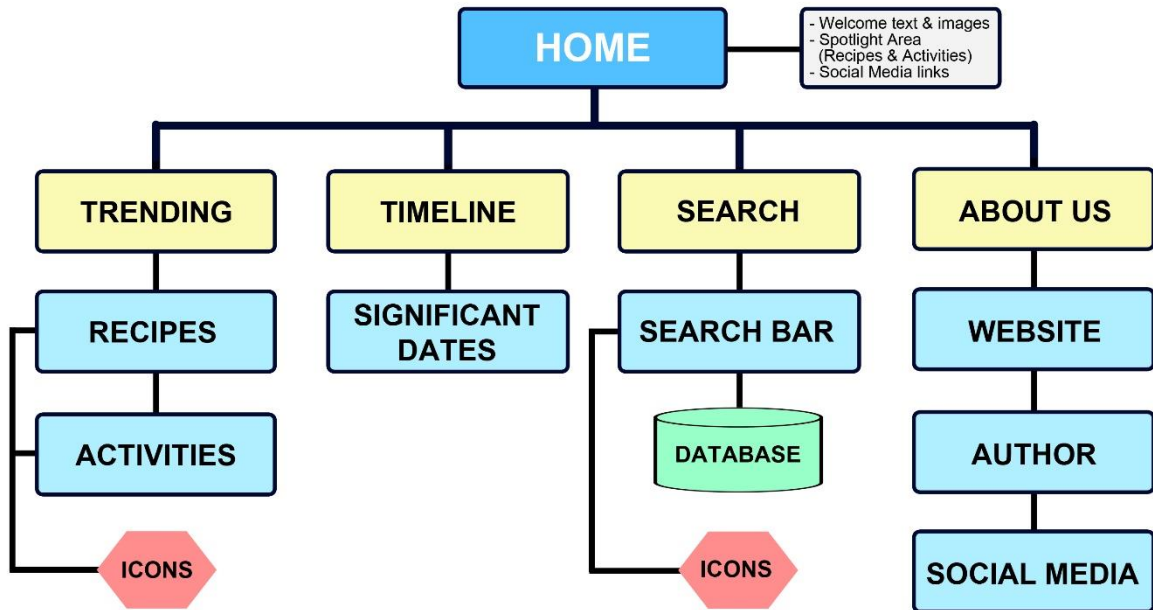 HOME
- Welcome text & images
- Spotlight Area
(Recipes & Activities)
- Social Media links
TRENDING
TIMELINE
SEARCH
ABOUT US
RECIPES
SIGNIFICANT
DATES
SEARCH BAR
WEBSITE
ACTIVITIES
DATABASE
AUTHOR
ICONS
ICONS
SOCIAL MEDIA